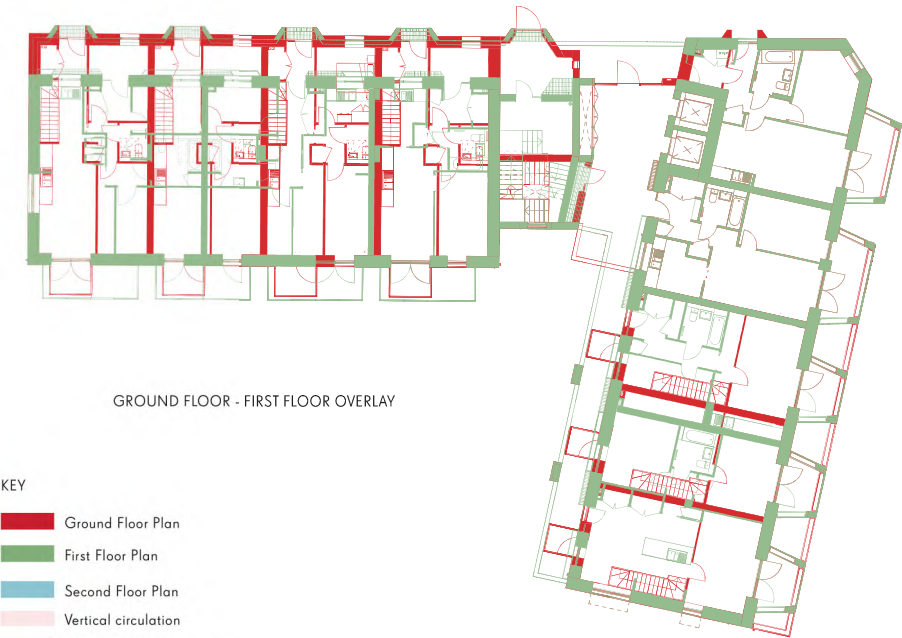 GROUND FLOOR - FIRST FLOOR OVERLAY
KEY
Ground Floor Plan
First Floor Plan
Second Floor Plan
Vertical circulation